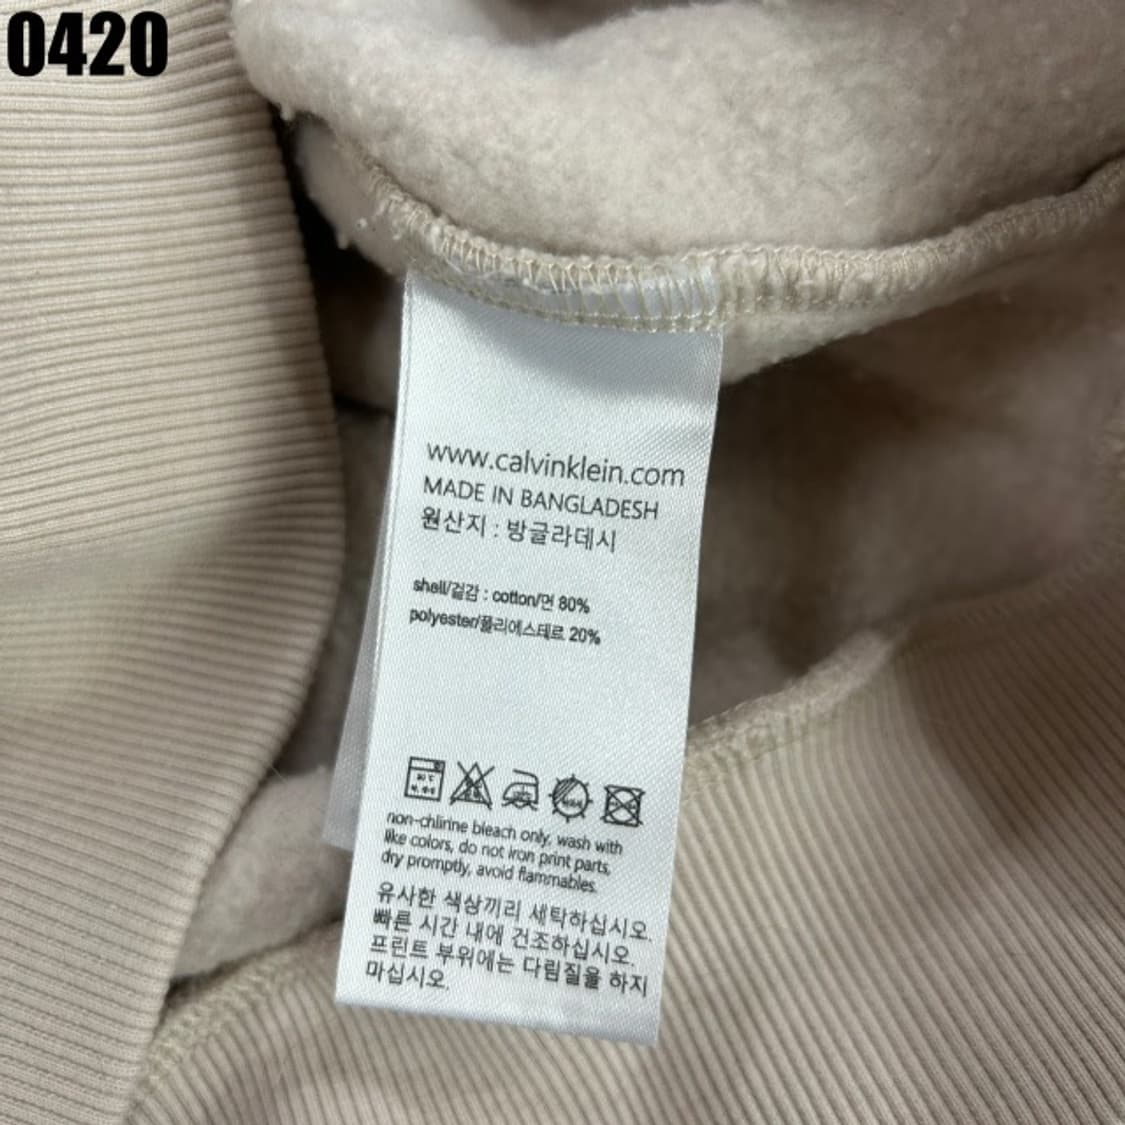 0420
www.calvinklein.com
MADE IN BANGLADESH
원산지 : 방글라데시
shell/겉감 : cotton/면 80%
polyester/폴리에스테르 20%
non-chlirine bleach only, wash with
like colors, do not iron print parts,
dry promptly, avoid flammables.
유사한 색상끼리 세탁하십시오.
빠른 시간 내에 건조하십시오.
프린트 부위에는 다림질을 하지
마십시오.